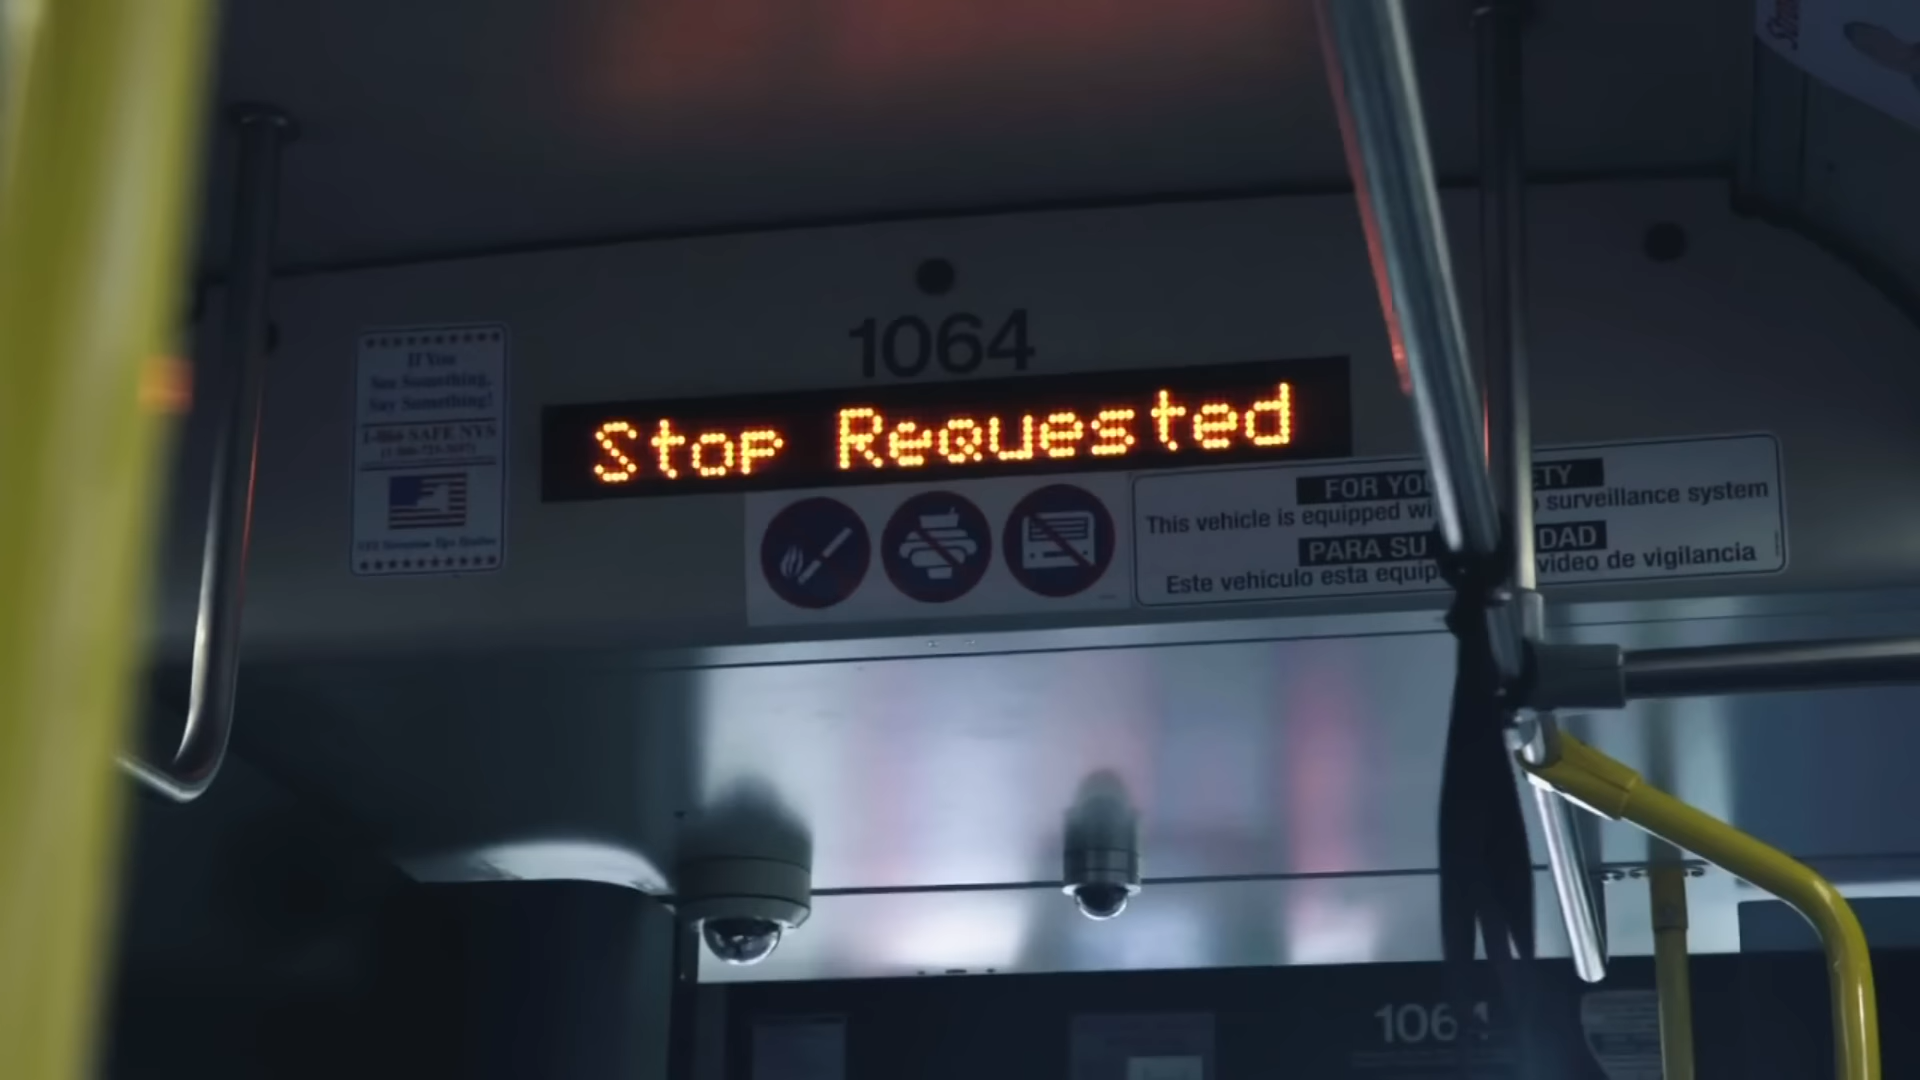 1064
Stop Requested
If You
See Something,
Say Something!
1-866 SAFE NYS
FOR YOU ETY
This vehicle is equipped wi o surveillance system
PARA SU DAD
Este vehiculo esta equip video de vigilancia
106